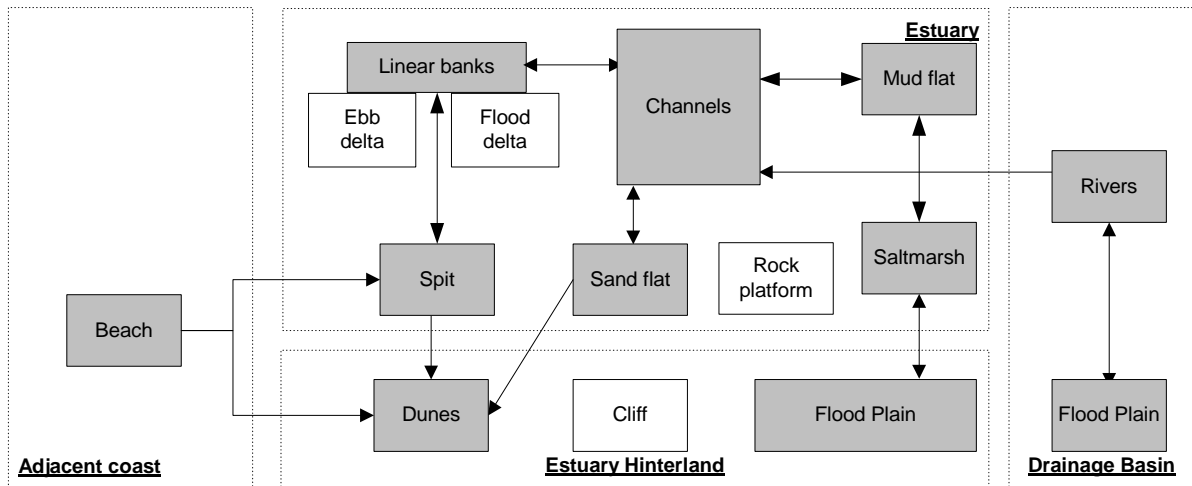 Estuary
Linear banks
Ebb
delta
Flood
delta
Channels
Mud flat
Rivers
Spit
Sand flat
Rock
platform
Saltmarsh
Beach
Dunes
Cliff
Flood Plain
Flood Plain
Adjacent coast
Estuary Hinterland
Drainage Basin